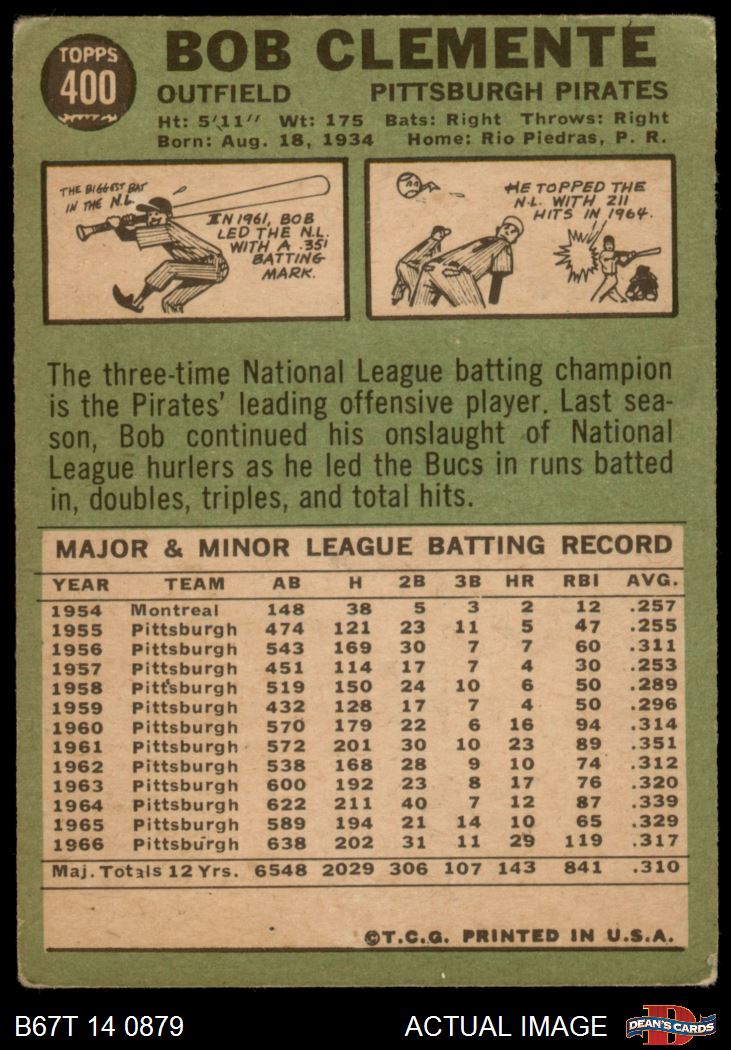 TOPPS
400
BOB CLEMENTE
OUTFIELD PITTSBURGH PIRATES
Ht: 5'11" Wt: 175 Bats: Right Throws: Right
Born: Aug. 18, 1934 Home: Rio Piedras, P. R.
THE BIGGEST BAT
IN THE N.L.
IN 1961, BOB
LED THE N.L.
WITH A .351
BATTING
MARK.
HE TOPPED THE
N.L. WITH 211
HITS IN 1964.
The three-time National League batting champion
is the Pirates' leading offensive player. Last sea-
son, Bob continued his onslaught of National
League hurlers as he led the Bucs in runs batted
in, doubles, triples, and total hits.
MAJOR & MINOR LEAGUE BATTING RECORD
YEAR TEAM AB H 2B 3B HR RBI AVG.
1954 Montreal 148 38 5 3 2 12 .257
1955 Pittsburgh 474 121 23 11 5 47 .255
1956 Pittsburgh 543 169 30 7 7 60 .311
1957 Pittsburgh 451 114 17 7 4 30 .253
1958 Pittsburgh 519 150 24 10 6 50 .289
1959 Pittsburgh 432 128 17 7 4 50 .296
1960 Pittsburgh 570 179 22 6 16 94 .314
1961 Pittsburgh 572 201 30 10 23 89 .351
1962 Pittsburgh 538 168 28 9 10 74 .312
1963 Pittsburgh 600 192 23 8 17 76 .320
1964 Pittsburgh 622 211 40 7 12 87 .339
1965 Pittsburgh 589 194 21 14 10 65 .329
1966 Pittsburgh 638 202 31 11 29 119 .317
Maj. Totals 12 Yrs. 6548 2029 306 107 143 841 .310
©T.C.G. PRINTED IN U.S.A.
B67T 14 0879 ACTUAL IMAGE
D
DEAN'S CARDS